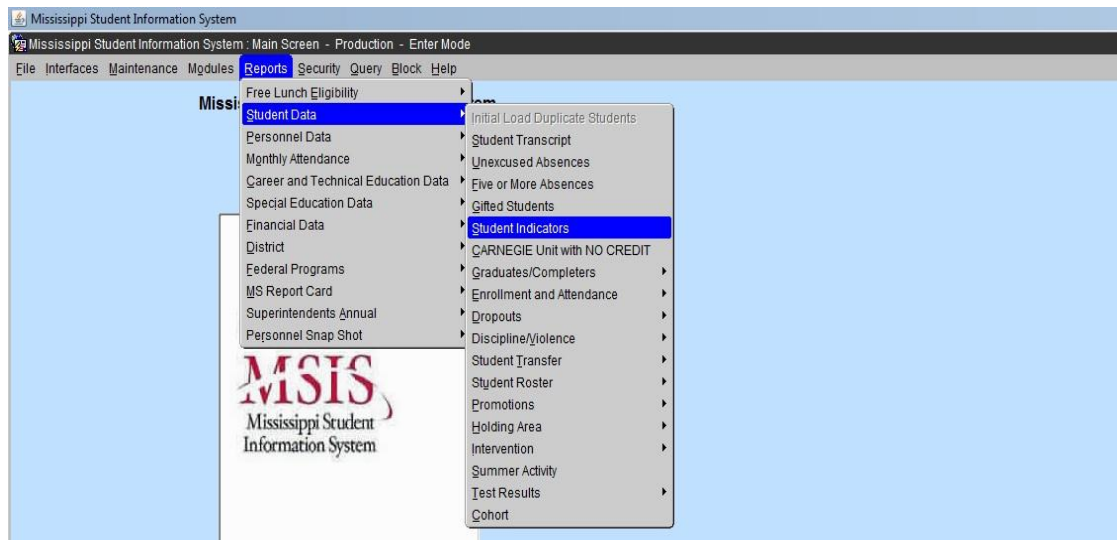 Mississippi Student Information System
Mississippi Student Information System : Main Screen - Production - Enter Mode
File Interfaces Maintenance Modules Reports Security Query Block Help
Free Lunch Eligibility
Student Data
Personnel Data
Monthly Attendance
Career and Technical Education Data
Special Education Data
Financial Data
District
Federal Programs
MS Report Card
Superintendents Annual
Personnel Snap Shot
Initial Load Duplicate Students
Student Transcript
Unexcused Absences
Five or More Absences
Gifted Students
Student Indicators
CARNEGIE Unit with NO CREDIT
Graduates/Completers
Enrollment and Attendance
Dropouts
Discipline/Violence
Student Transfer
Student Roster
Promotions
Holding Area
Intervention
Summer Activity
Test Results
Cohort
MSIS
Mississippi Student
Information System